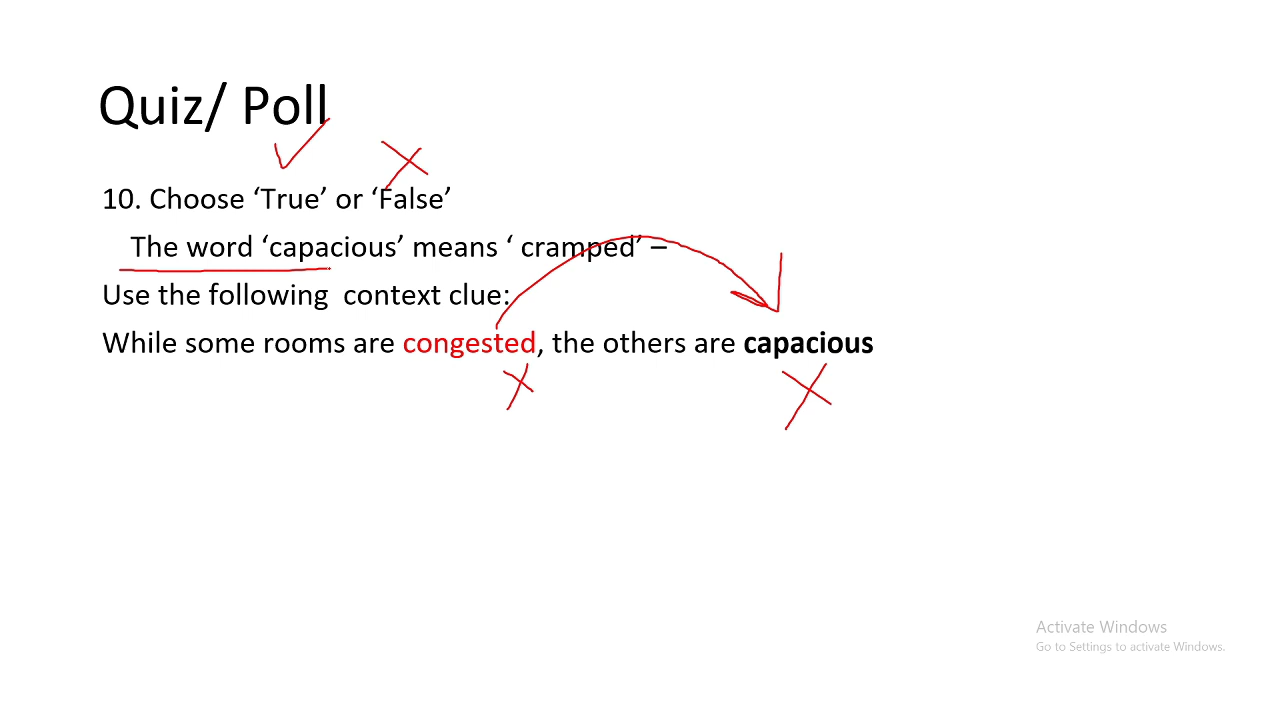 Quiz/ Poll
10. Choose ‘True’ or ‘False’
The word ‘capacious’ means ‘ cramped’ –
Use the following  context clue:
While some rooms are congested, the others are capacious
Activate Windows
Go to Settings to activate Windows.